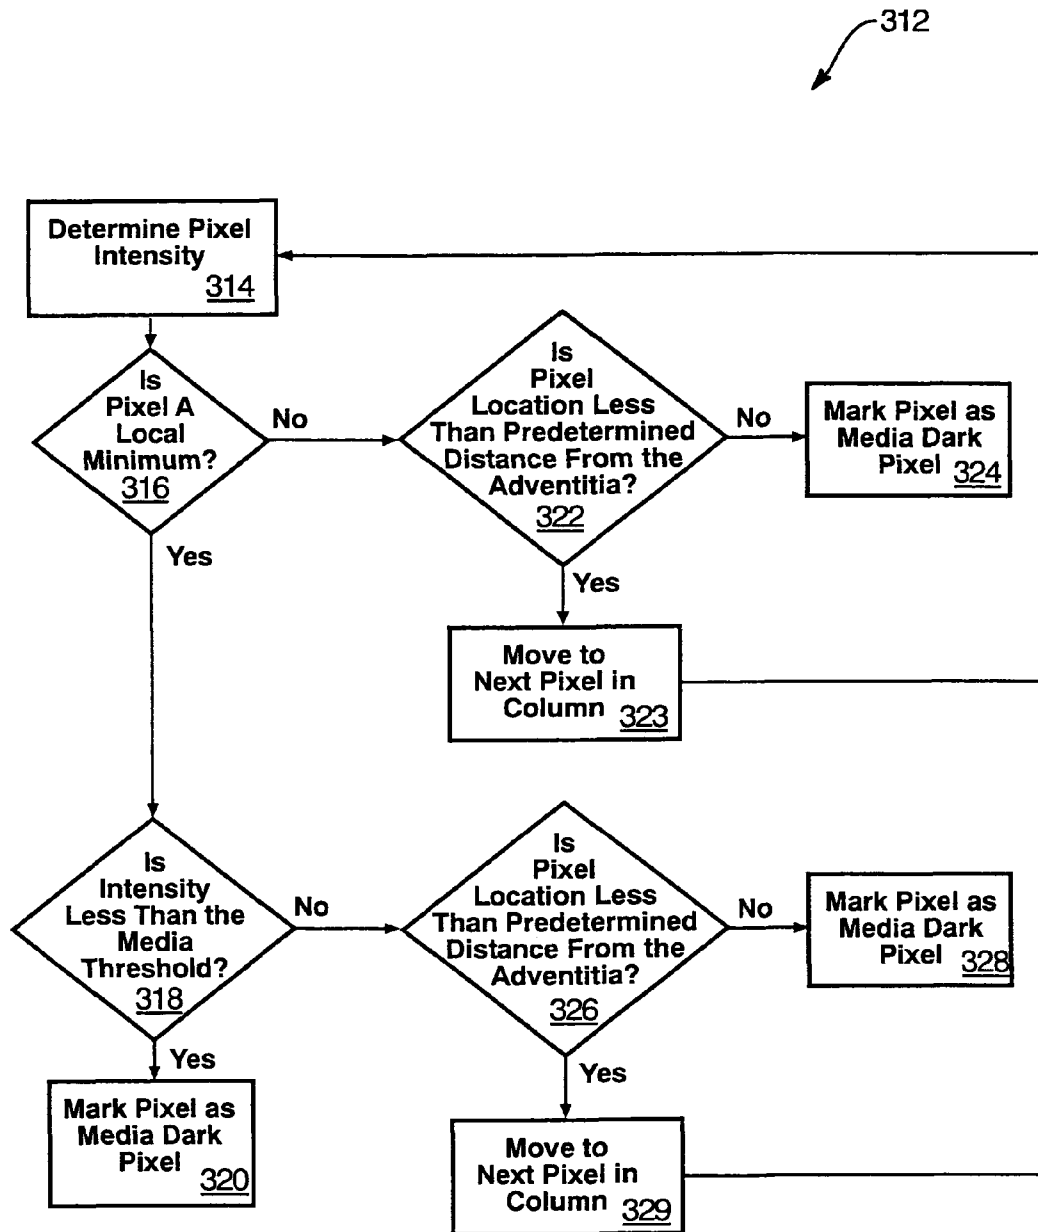 312
Determine Pixel
Intensity
314
Is
Pixel A
Local
Minimum?
316
No
Yes
Is
Pixel
Location Less
Than Predetermined
Distance From the
Adventitia?
322
No
Mark Pixel as
Media Dark
Pixel
324
Yes
Move to
Next Pixel in
Column
323
Is
Intensity
Less Than the
Media
Threshold?
318
No
Yes
Is
Pixel
Location Less
Than Predetermined
Distance From the
Adventitia?
326
No
Mark Pixel as
Media Dark
Pixel
328
Yes
Mark Pixel as
Media Dark
Pixel
320
Move to
Next Pixel in
Column
329